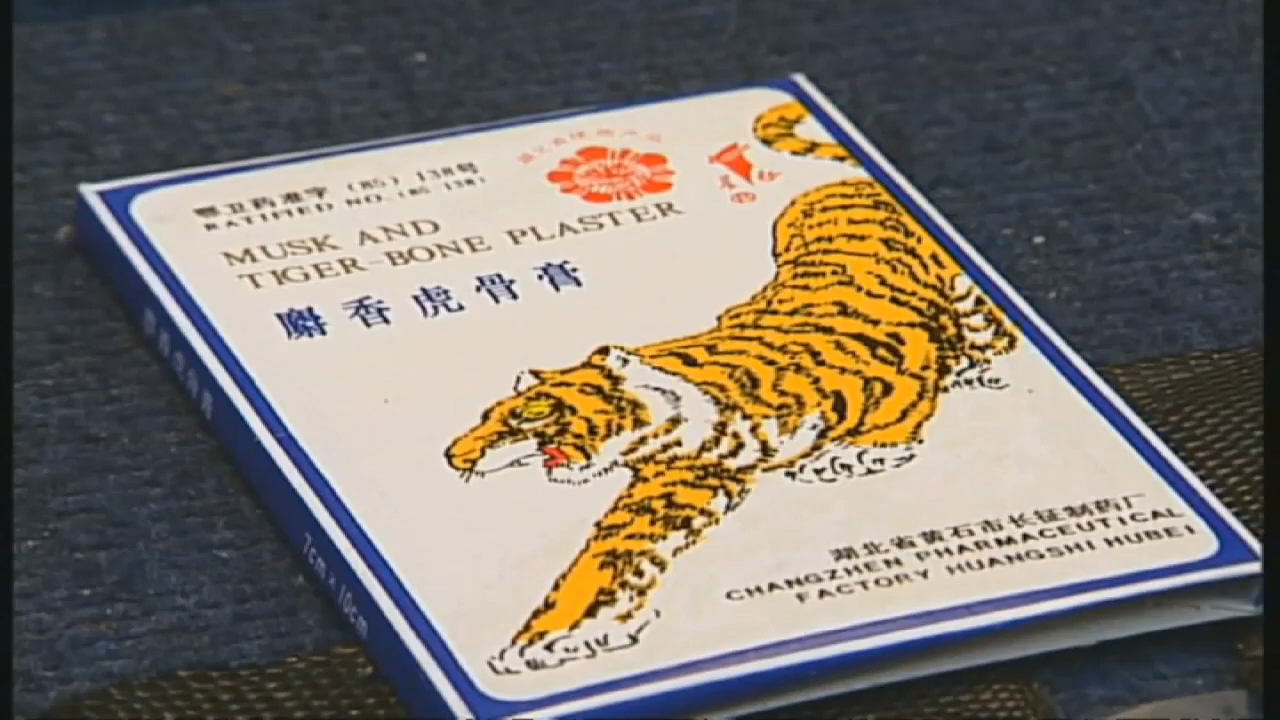 鄂卫药准字(85)138号
RATIFIED NO.(85 138)
MUSK AND
TIGER-BONE PLASTER
麝香虎骨膏
湖北省黄石市长征制药厂
CHANGZHEN PHARMACEUTICAL
FACTORY HUANGSHI HUBEI
7cm×10cm